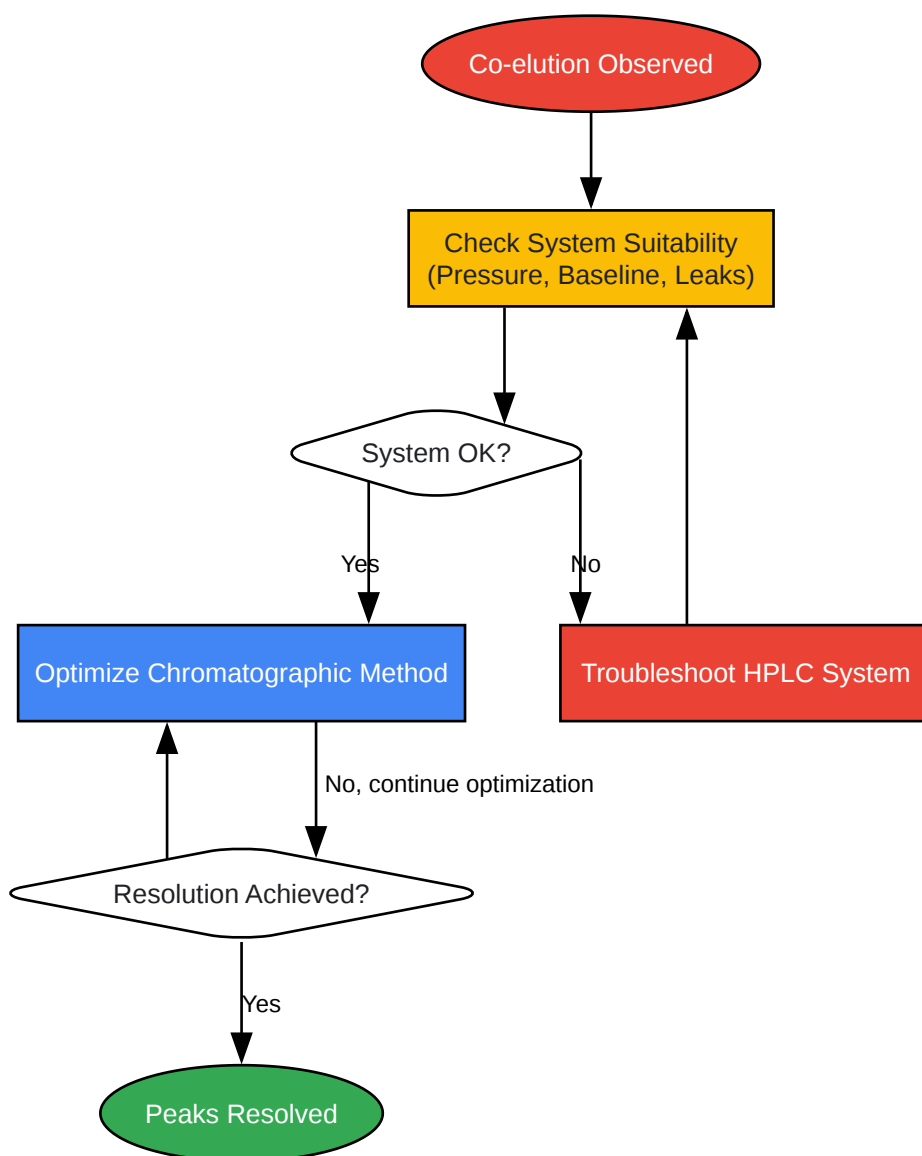 Co-elution Observed
Check System Suitability
(Pressure, Baseline, Leaks)
System OK?
Yes
No
Optimize Chromatographic Method
Troubleshoot HPLC System
No, continue optimization
Resolution Achieved?
Yes
Peaks Resolved